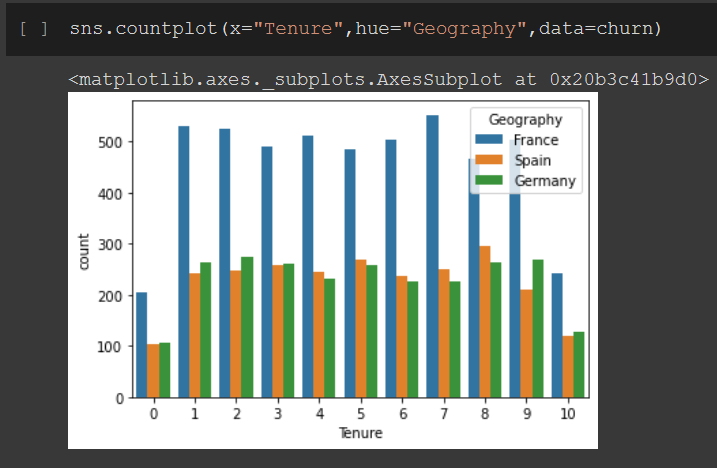 [ ] sns.countplot(x="Tenure",hue="Geography",data=churn)
<matplotlib.axes._subplots.AxesSubplot at 0x20b3c41b9d0>
Geography
France
Spain
Germany
500
400
300
200
100
0
count
0 1 2 3 4 5 6 7 8 9 10
Tenure